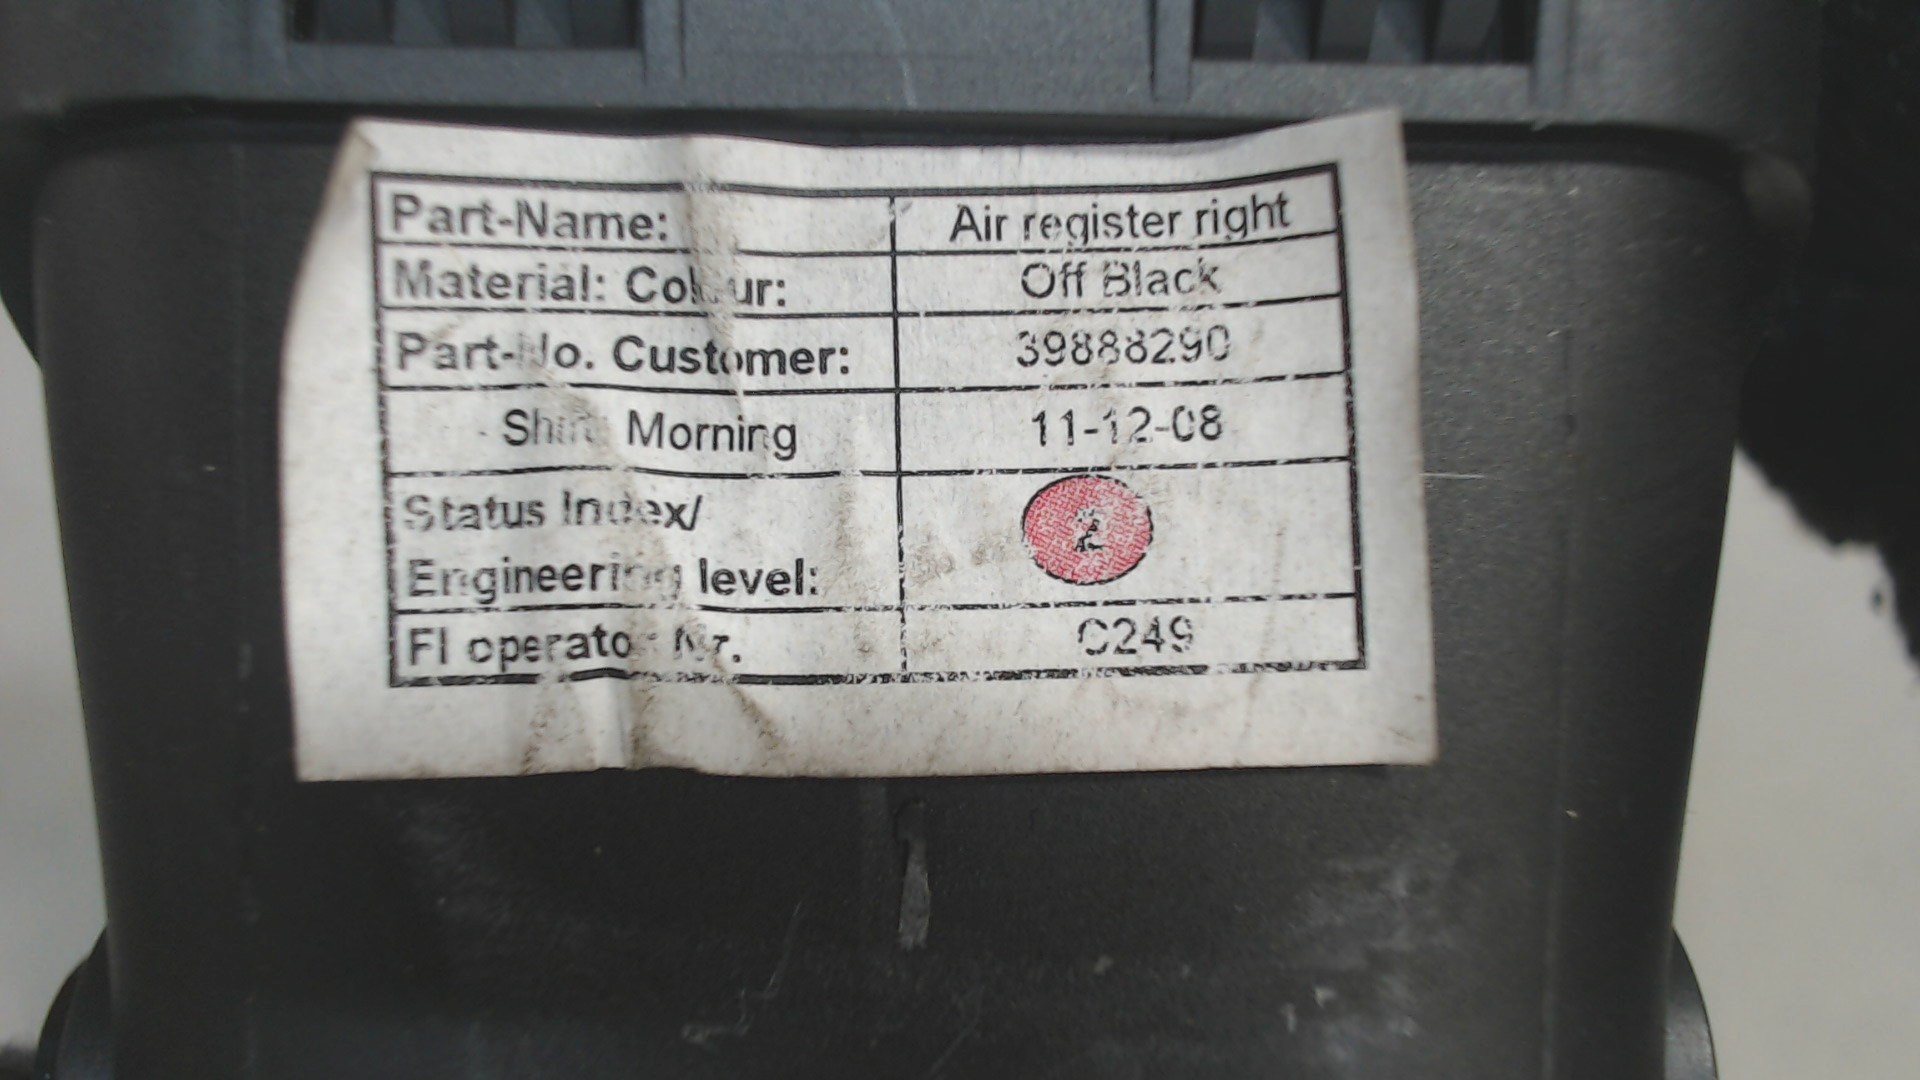 Part-Name: Air register right
Material: Colour: Off Black
Part-No. Customer: 39888290
Shift Morning 11-12-08
Status Index/
2
Engineering level:
FI operator Nr. C249